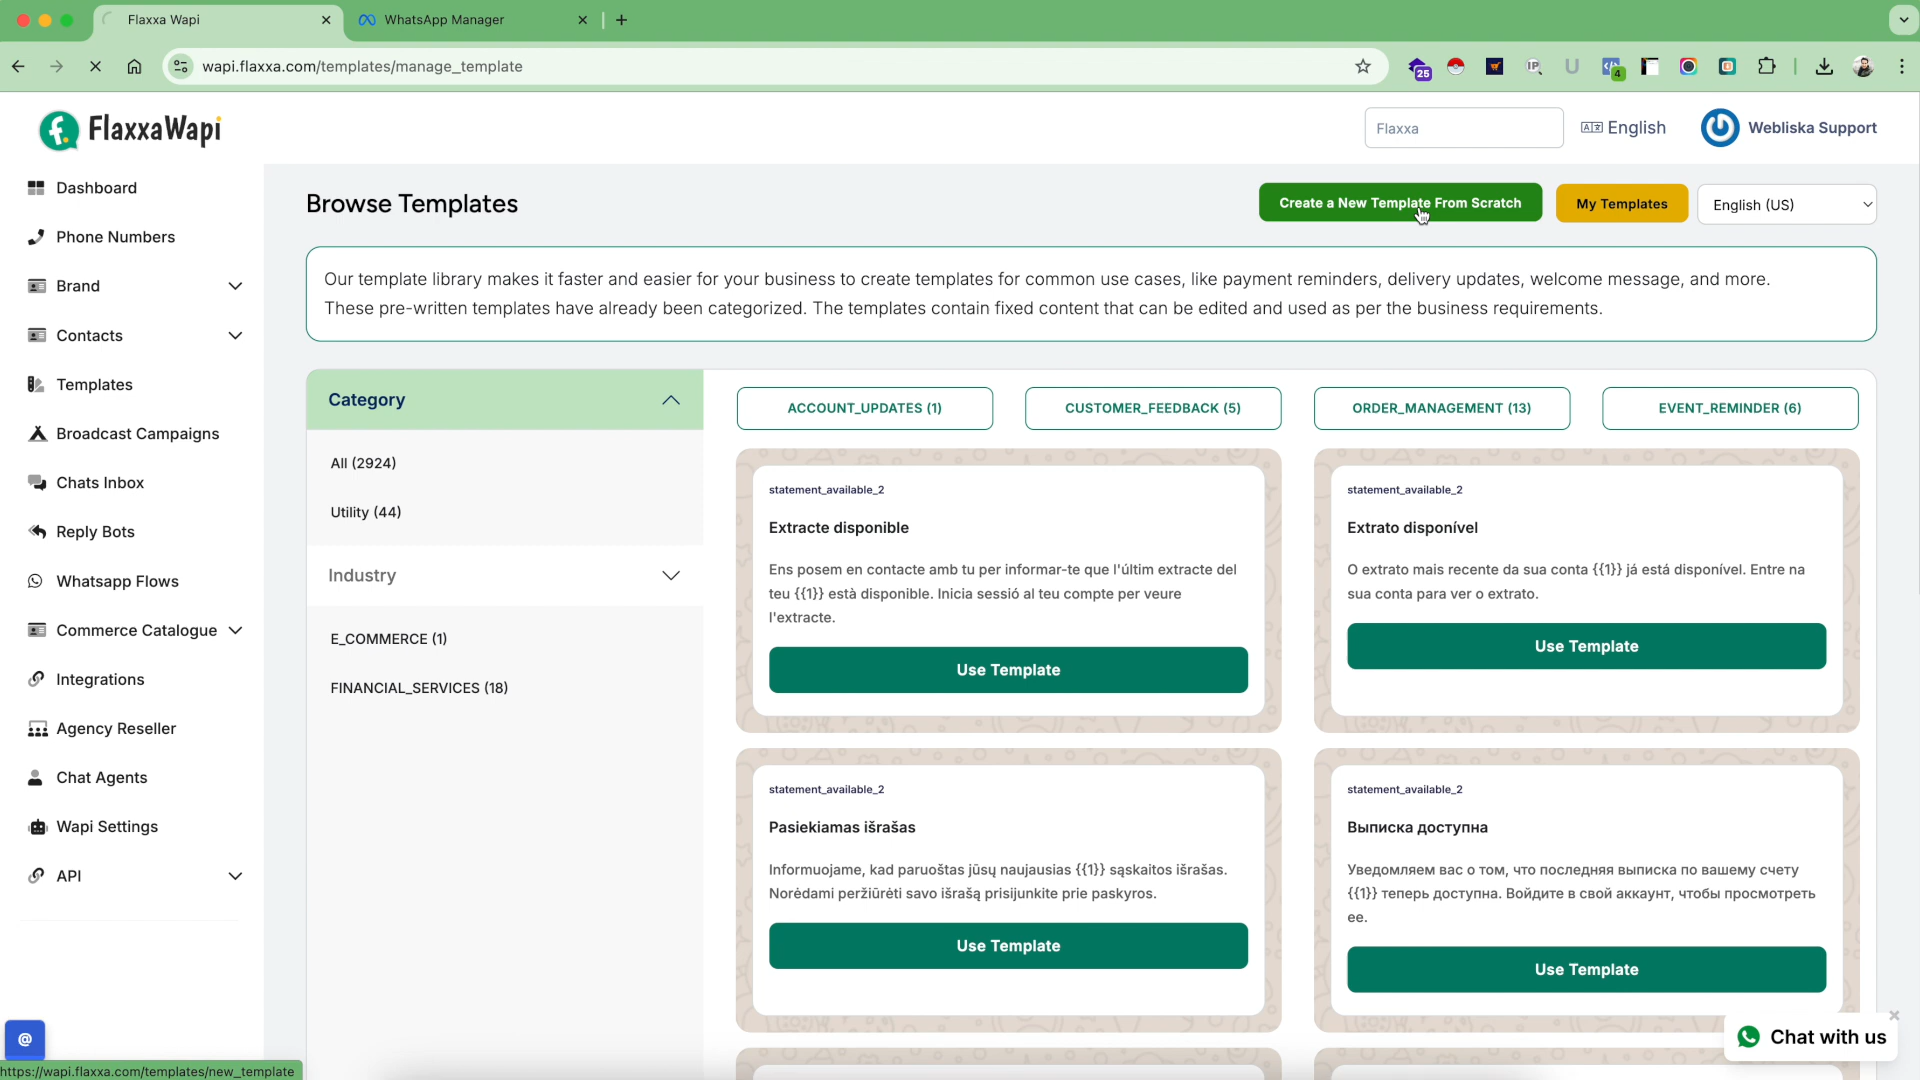 Flaxxa Wapi
WhatsApp Manager
wapi.flaxxa.com/templates/manage_template
25
IP
U
4
FlaxxaWapi
Flaxxa
English
Webliska Support
Dashboard
Phone Numbers
Brand
Contacts
Templates
Broadcast Campaigns
Chats Inbox
Reply Bots
Whatsapp Flows
Commerce Catalogue
Integrations
Agency Reseller
Chat Agents
Wapi Settings
API
Browse Templates
Create a New Template From Scratch
My Templates
English (US)
Our template library makes it faster and easier for your business to create templates for common use cases, like payment reminders, delivery updates, welcome message, and more.
These pre-written templates have already been categorized. The templates contain fixed content that can be edited and used as per the business requirements.
Category
All (2924)
Utility (44)
Industry
E_COMMERCE (1)
FINANCIAL_SERVICES (18)
ACCOUNT_UPDATES (1)
CUSTOMER_FEEDBACK (5)
ORDER_MANAGEMENT (13)
EVENT_REMINDER (6)
statement_available_2
Extracte disponible
Ens posem en contacte amb tu per informar-te que l'últim extracte del
teu {{1}} està disponible. Inicia sessió al teu compte per veure
l'extracte.
Use Template
statement_available_2
Extrato disponível
O extrato mais recente da sua conta {{1}} já está disponível. Entre na
sua conta para ver o extrato.
Use Template
statement_available_2
Pasiekiamas išrašas
Informuojame, kad paruoštas jūsų naujausias {{1}} sąskaitos išrašas.
Norėdami peržiūrėti savo išrašą prisijunkite prie paskyros.
Use Template
statement_available_2
Выписка доступна
Уведомляем вас о том, что последняя выписка по вашему счету
{{1}} теперь доступна. Войдите в свой аккаунт, чтобы просмотреть
ее.
Use Template
Chat with us
@
https://wapi.flaxxa.com/templates/new_template